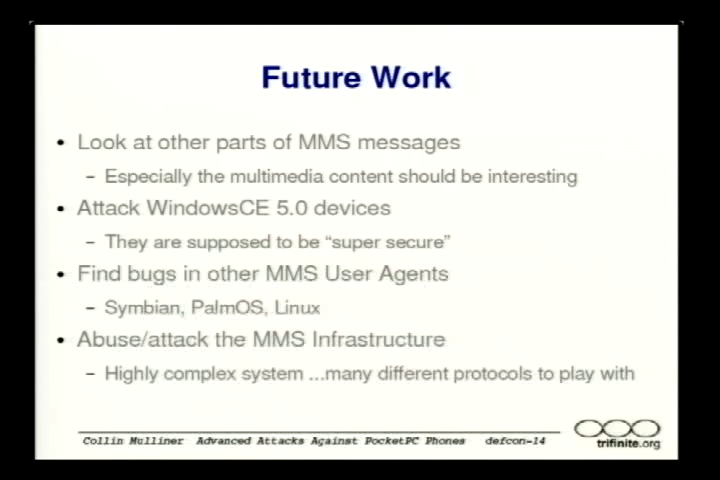 Future Work
• Look at other parts of MMS messages
– Especially the multimedia content should be interesting
• Attack WindowsCE 5.0 devices
– They are supposed to be “super secure”
• Find bugs in other MMS User Agents
– Symbian, PalmOS, Linux
• Abuse/attack the MMS Infrastructure
– Highly complex system ...many different protocols to play with
Collin Mulliner Advanced Attacks Against PocketPC Phones defcon-14
trifinite.org